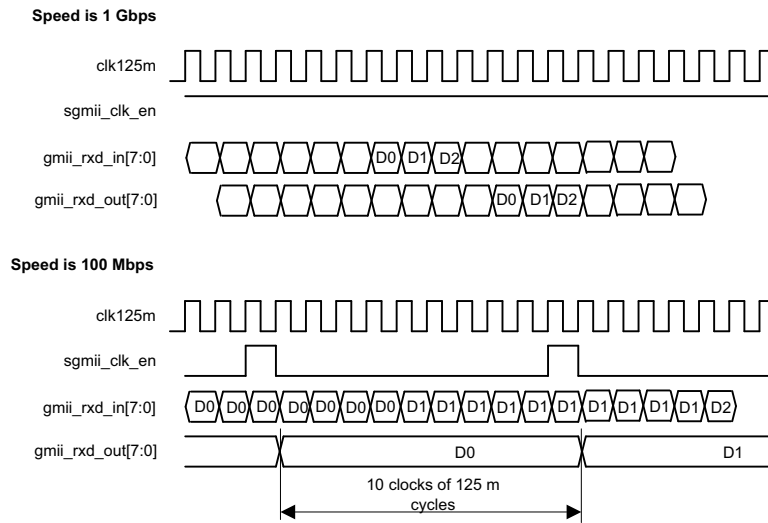 Speed is 1 Gbps
clk125m
sgmii_clk_en
gmii_rxd_in[7:0] D0 D1 D2
gmii_rxd_out[7:0] D0 D1 D2
Speed is 100 Mbps
clk125m
sgmii_clk_en
gmii_rxd_in[7:0] D0 D0 D0 D0 D0 D0 D0 D1 D1 D1 D1 D1 D1 D1 D1 D1 D1 D2
gmii_rxd_out[7:0] D0 D1
10 clocks of 125 m
cycles